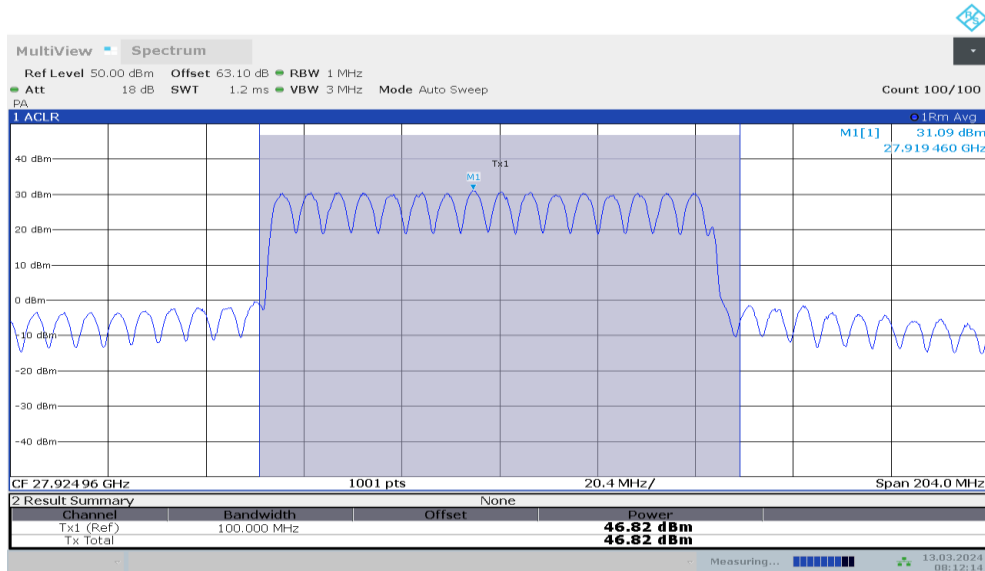 R&S
MultiView Spectrum
Ref Level 50.00 dBm Offset 63.10 dB RBW 1 MHz
Att 18 dB SWT 1.2 ms VBW 3 MHz Mode Auto Sweep Count 100/100
PA
1 ACLR 1Rm Avg
M1[1] 31.09 dBm
27.919 460 GHz
40 dBm
Tx1
M1
30 dBm
20 dBm
10 dBm
0 dBm
-10 dBm
-20 dBm
-30 dBm
-40 dBm
CF 27.924 96 GHz 1001 pts 20.4 MHz/ Span 204.0 MHz
2 Result Summary None
Channel Bandwidth Offset Power
Tx1 (Ref) 100.000 MHz 46.82 dBm
Tx Total 46.82 dBm
Measuring... 13.03.2024
08:12:14